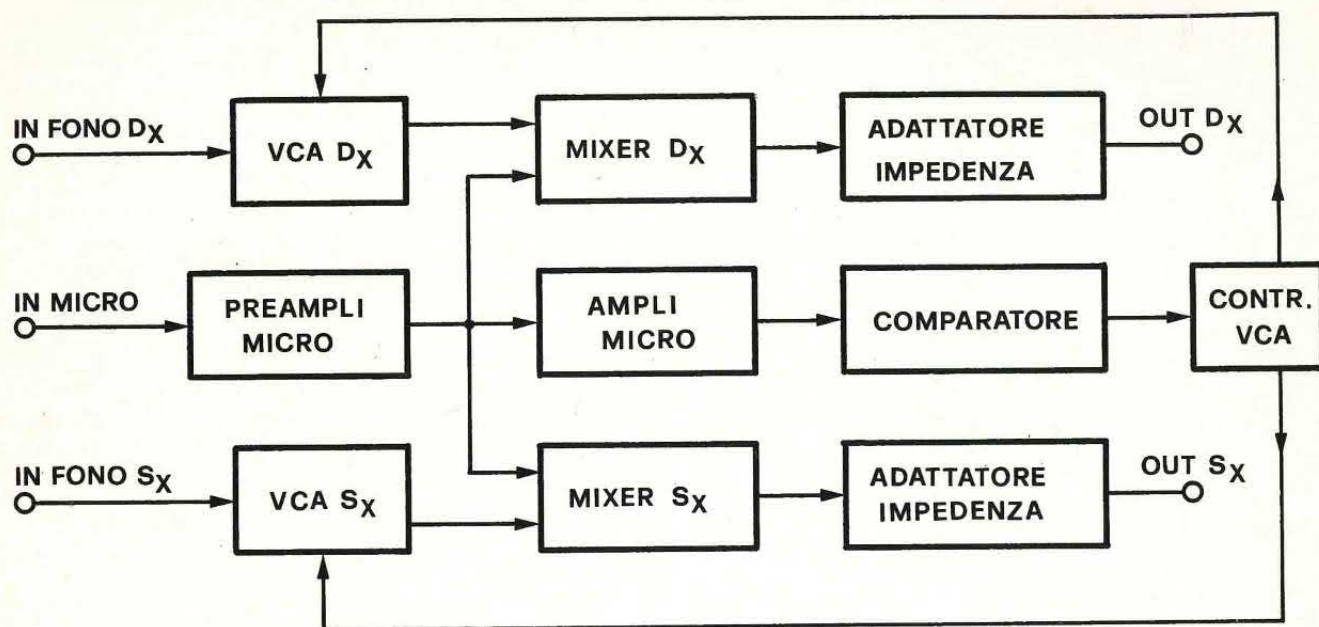 IN FONO DX
VCA DX
MIXER DX
ADATTATORE
IMPEDENZA
OUT DX
IN MICRO
PREAMPLI
MICRO
AMPLI
MICRO
COMPARATORE
CONTR.
VCA
IN FONO SX
VCA SX
MIXER SX
ADATTATORE
IMPEDENZA
OUT SX